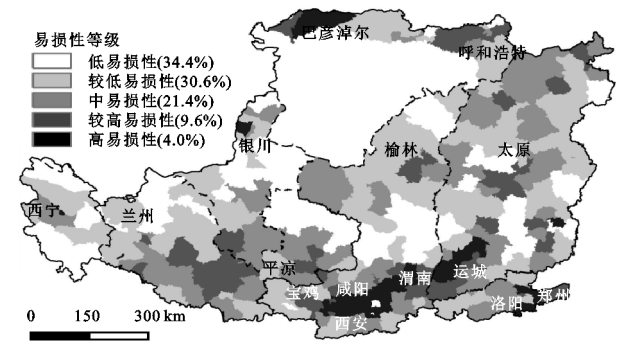 易损性等级
低易损性(34.4%)
较低易损性(30.6%)
中易损性(21.4%)
较高易损性(9.6%)
高易损性(4.0%)
巴彦淖尔
呼和浩特
银川
榆林
太原
西宁
兰州
平凉
宝鸡
咸阳
渭南
运城
西安
洛阳
郑州
0 150 300 km